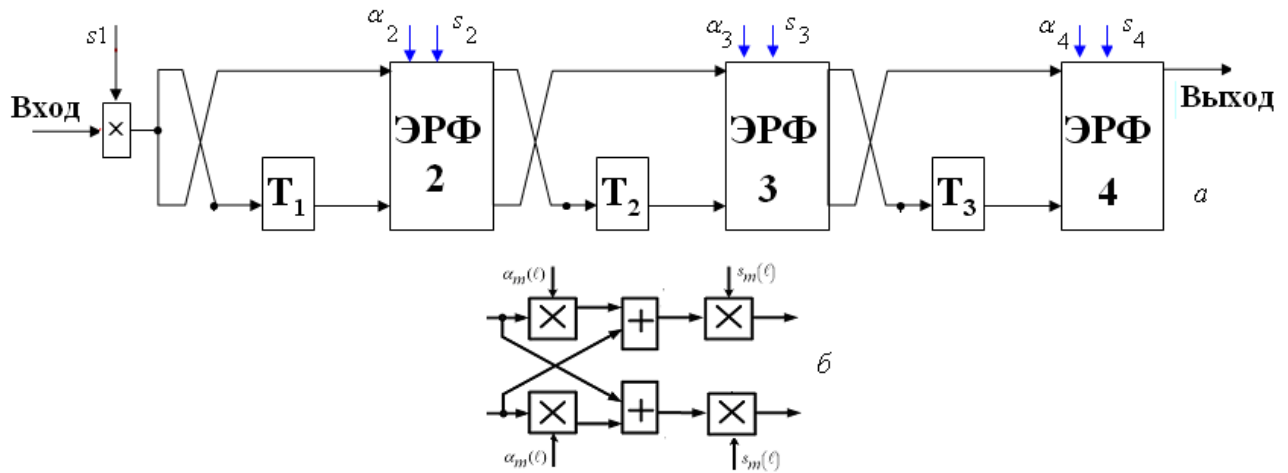 s1
α2 s2
α3 s3
α4 s4
Вход
×
ЭРФ 2
ЭРФ 3
ЭРФ 4
Выход
T1
T2
T3
а
αm(ℓ)
sm(ℓ)
× + ×
б
× + ×
αm(ℓ)
sm(ℓ)